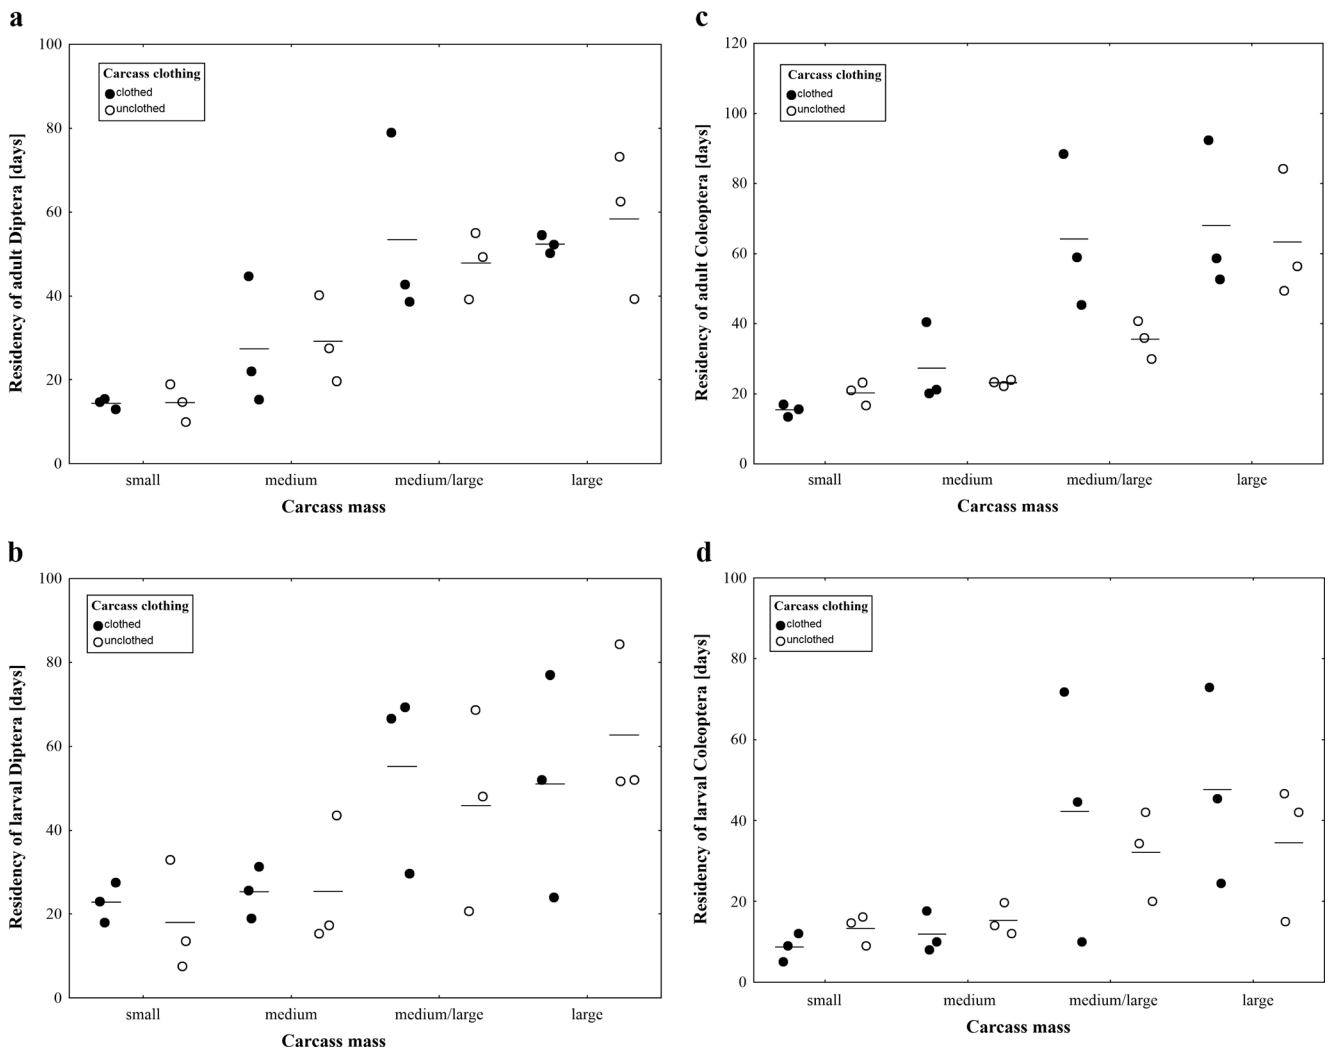 a
100
80
60
40
20
0
Residency of adult Diptera [days]
Carcass clothing
clothed
unclothed
small medium medium/large large
Carcass mass
c
120
100
80
60
40
20
0
Residency of adult Coleoptera [days]
Carcass clothing
clothed
unclothed
small medium medium/large large
Carcass mass
b
100
80
60
40
20
0
Residency of larval Diptera [days]
Carcass clothing
clothed
unclothed
small medium medium/large large
Carcass mass
d
100
80
60
40
20
0
Residency of larval Coleoptera [days]
Carcass clothing
clothed
unclothed
small medium medium/large large
Carcass mass